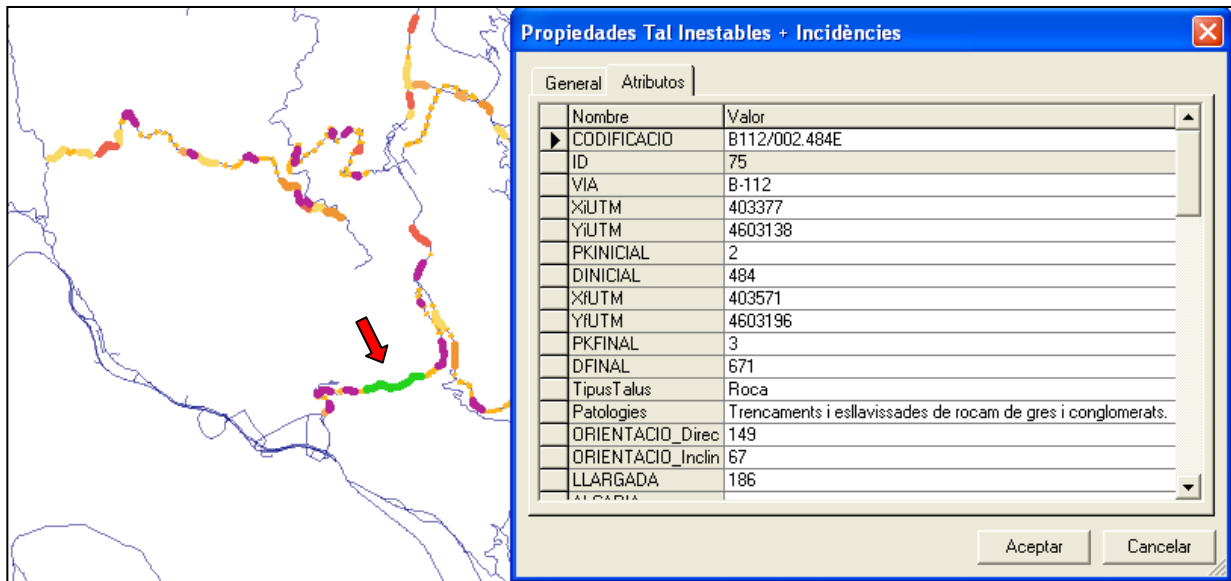 Propiedades Tal Inestables + Incidències
General Atributos
Nombre Valor
CODIFICACIO B112/002.484E
ID 75
VIA B-112
XiUTM 403377
YiUTM 4603138
PKINICIAL 2
DINICIAL 484
XfUTM 403571
YfUTM 4603196
PKFINAL 3
DFINAL 671
TipusTalus Roca
Patologies Trencaments i esllavissades de rocam de gres i conglomerats.
ORIENTACIO_Direc 149
ORIENTACIO_Inclin 67
LLARGADA 186
Aceptar Cancelar